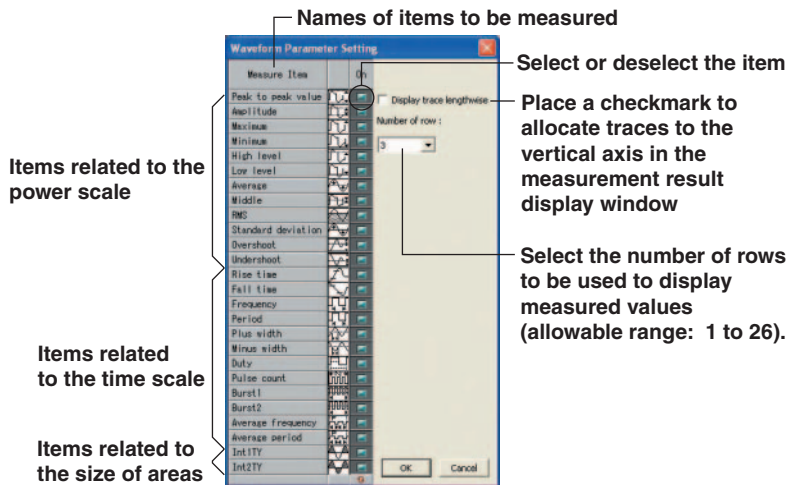 Names of items to be measured
Waveform Parameter Setting
Measure Item On
Select or deselect the item
Peak to peak value
Display trace lengthwise
Place a checkmark to
allocate traces to the
vertical axis in the
measurement result
display window
Amplitude
Maximum
Number of row :
Minimum
3
High level
Low level
Items related to the
power scale
Average
Middle
RMS
Standard deviation
Overshoot
Undershoot
Select the number of rows
to be used to display
measured values
(allowable range: 1 to 26).
Rise time
Fall time
Frequency
Period
Plus width
Minus width
Items related
to the time scale
Duty
Pulse count
Burst1
Burst2
Average frequency
Average period
Items related to
the size of areas
Int1TY
Int2TY
OK Cancel